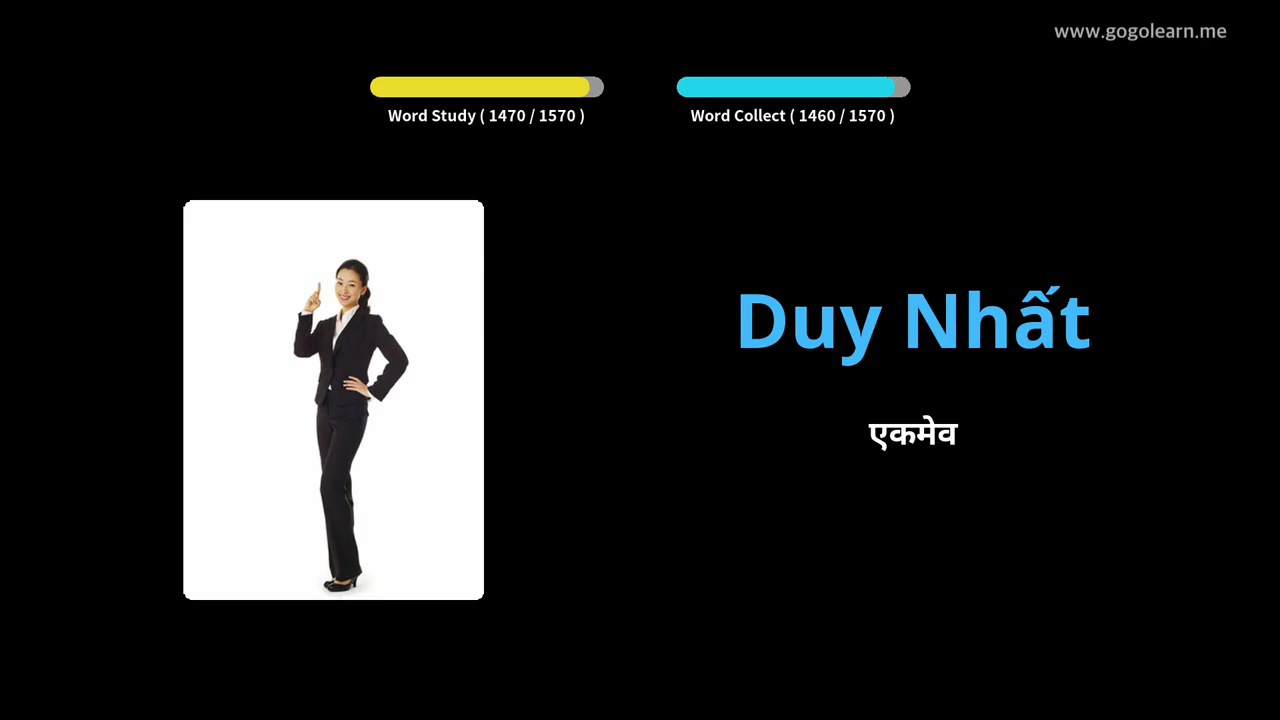 www.gogolearn.me
Word Study ( 1470 / 1570 )
Word Collect ( 1460 / 1570 )
Duy Nhất
एकमेव